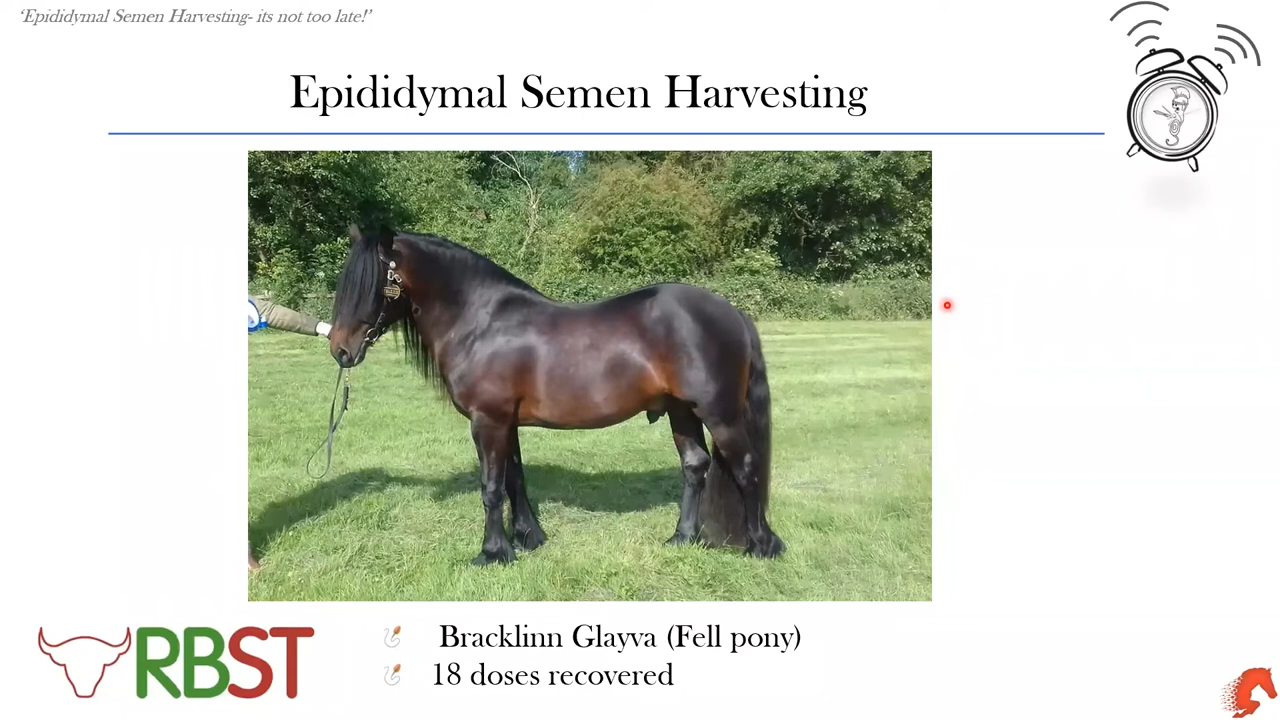 ‘Epididymal Semen Harvesting- its not too late!’
Epididymal Semen Harvesting
RBST
Bracklinn Glayva (Fell pony)
18 doses recovered